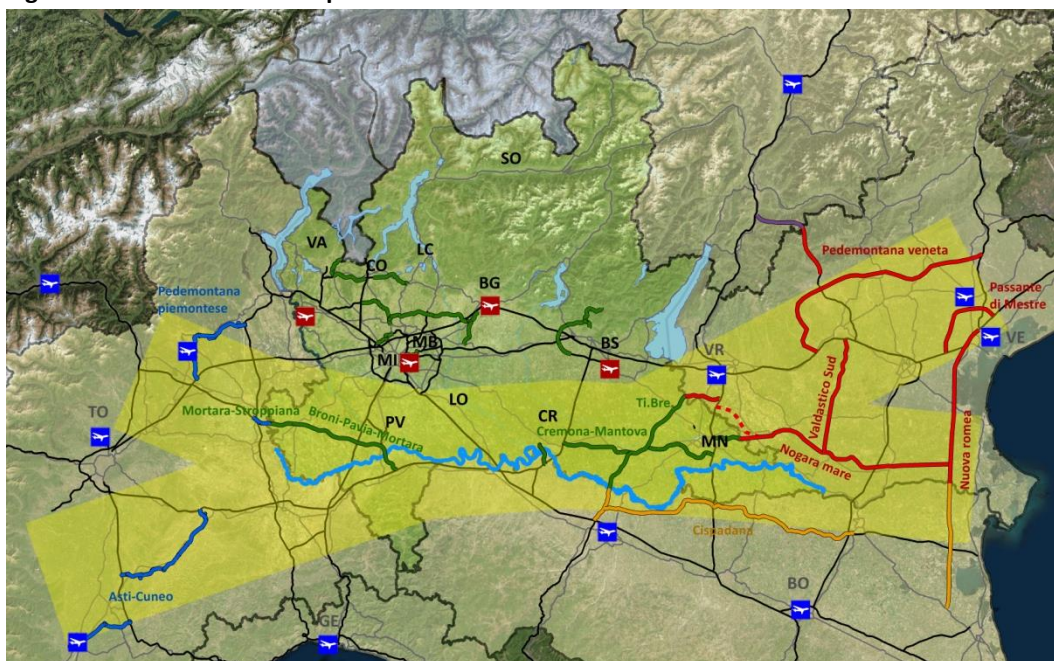 SO
VA
CO
LC
BG
Pedemontana veneta
Pedemontana
piemontese
Passante
di Mestre
MB
MI
BS
VR
VE
TO
Mortara-Stroppiana
Broni-Pavia-Mortara
PV
LO
CR
Cremona-Mantova
Ti.Bre.
MN
Valdastico Sud
Nogara mare
Nuova romea
Cispadana
Asti-Cuneo
GE
BO